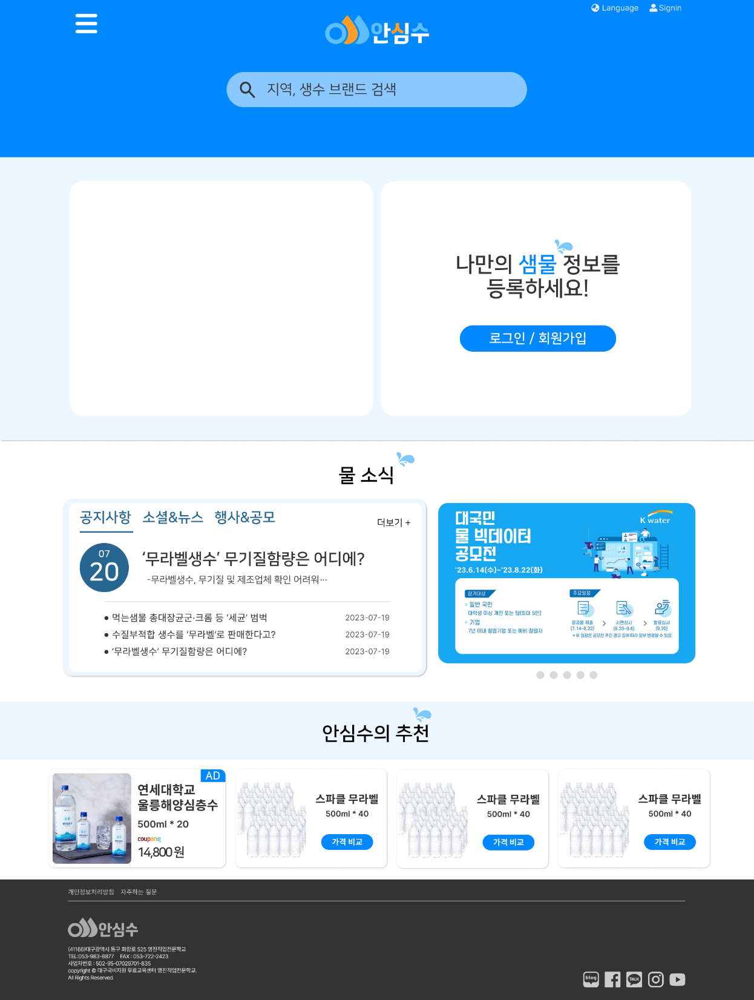 Language
Signin
안심수
지역, 생수 브랜드 검색
나만의 샘물 정보를
등록하세요!
로그인 / 회원가입
물 소식
공지사항 소셜&뉴스 행사&공모
더보기 +
07
20
‘무라벨생수’ 무기질함량은 어디에?
-무라벨생수, 무기질 및 제조업체 확인 어려워···
• 먹는샘물 총대장균균·크롬 등 ‘세균’ 범벅 2023-07-19
• 수질부적합 생수를 ‘무라벨’로 판매한다고? 2023-07-19
• ‘무라벨생수’ 무기질함량은 어디에? 2023-07-19
대국민
물 빅데이터
공모전
'23.6.14(수)~'23.8.22(화)
K water
참가대상
일반 국민
대학생 이상 개인 또는 팀(최대 5인)
기업
7년 이내 창업기업 또는 예비 창업자
주요일정
결과물 제출 > 서면심사 > 발표심사
(7.14~8.22) (8.23~9.6) (9.20)
* 위 일정은 공모전 추진 경과 등에 따라 일부 변경될 수 있음
안심수의 추천
AD
연세대학교
울릉해양심층수
500ml * 20
coupang
14,800 원
스파클 무라벨
500ml * 40
가격 비교
스파클 무라벨
500ml * 40
가격 비교
스파클 무라벨
500ml * 40
가격 비교
개인정보처리방침 자주하는 질문
안심수
(41166)대구광역시 동구 화랑로 525 영진직업전문학교
TEL:053-983-8877 FAX : 053-722-2423
사업자번호 : 502-95-07029701-835
copyright © 대구국비지원 무료교육센터 영진직업전문학교.
All Rights Reserved.
blog
TALK